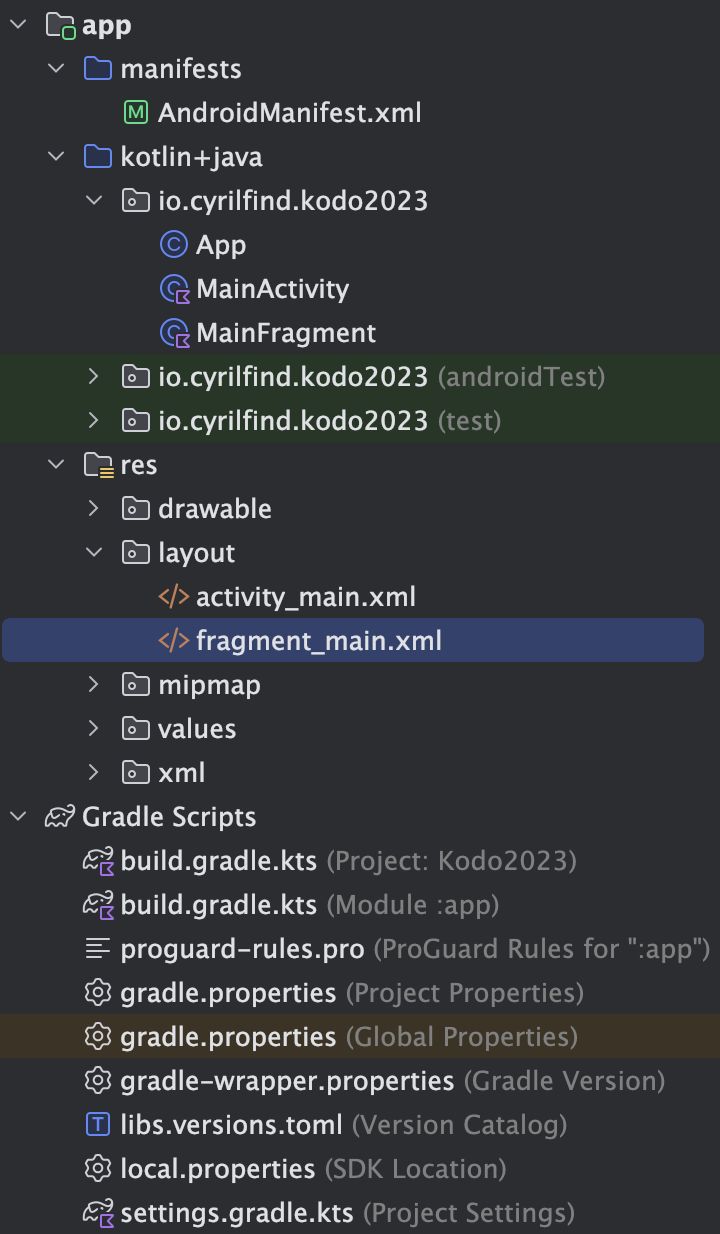 app
manifests
AndroidManifest.xml
kotlin+java
io.cyrilfind.kodo2023
App
MainActivity
MainFragment
io.cyrilfind.kodo2023 (androidTest)
io.cyrilfind.kodo2023 (test)
res
drawable
layout
activity_main.xml
fragment_main.xml
mipmap
values
xml
Gradle Scripts
build.gradle.kts (Project: Kodo2023)
build.gradle.kts (Module :app)
proguard-rules.pro (ProGuard Rules for ":app")
gradle.properties (Project Properties)
gradle.properties (Global Properties)
gradle-wrapper.properties (Gradle Version)
libs.versions.toml (Version Catalog)
local.properties (SDK Location)
settings.gradle.kts (Project Settings)